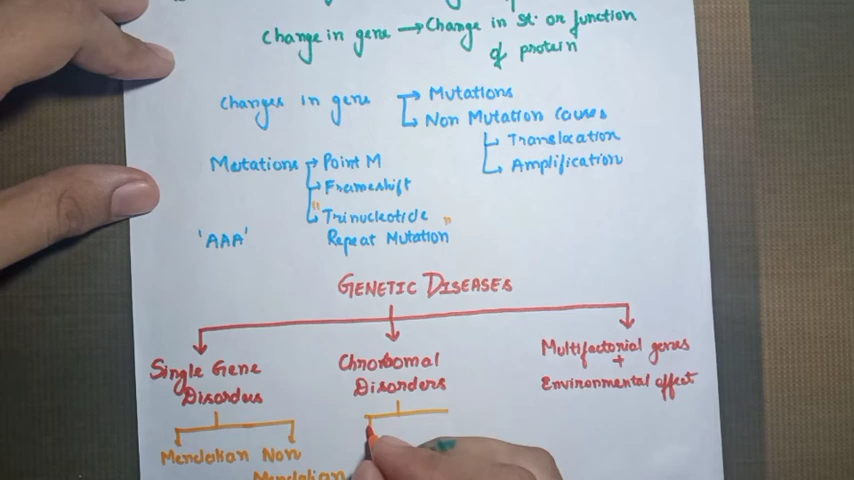 Change in gene → Change in st. or function
of protein
Changes in gene → Mutations
Non Mutation causes
Translocation
Amplification
Mutations → Point M
Frameshift
"Trinucleotide
Repeat Mutation"
'AAA'
GENETIC DISEASES
Single Gene
Disorders
Chromosomal
Disorders
Multifactorial genes
+
Environmental effect
Mendelian Non
Mendelian